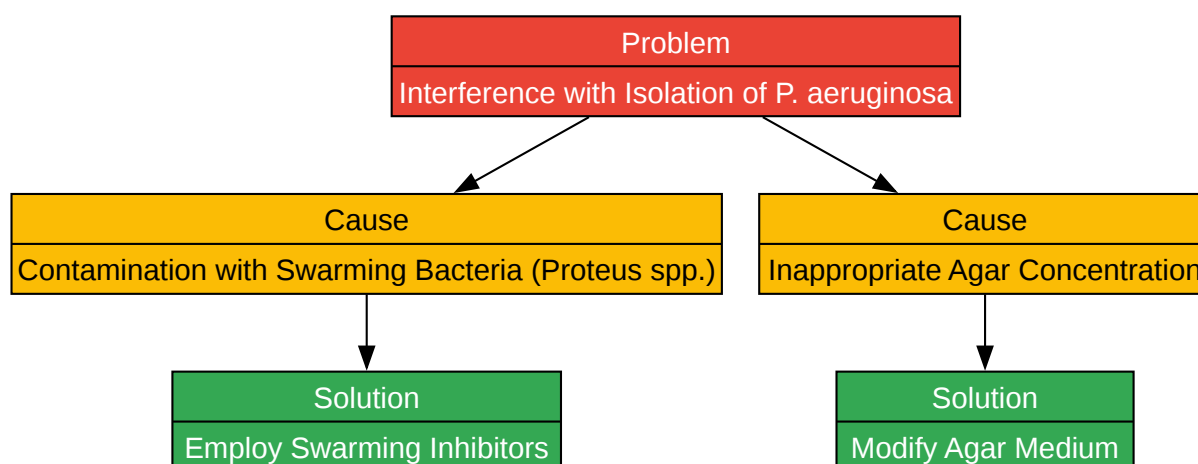 Problem
Interference with Isolation of P. aeruginosa
Cause
Contamination with Swarming Bacteria (Proteus spp.)
Cause
Inappropriate Agar Concentration
Solution
Employ Swarming Inhibitors
Solution
Modify Agar Medium